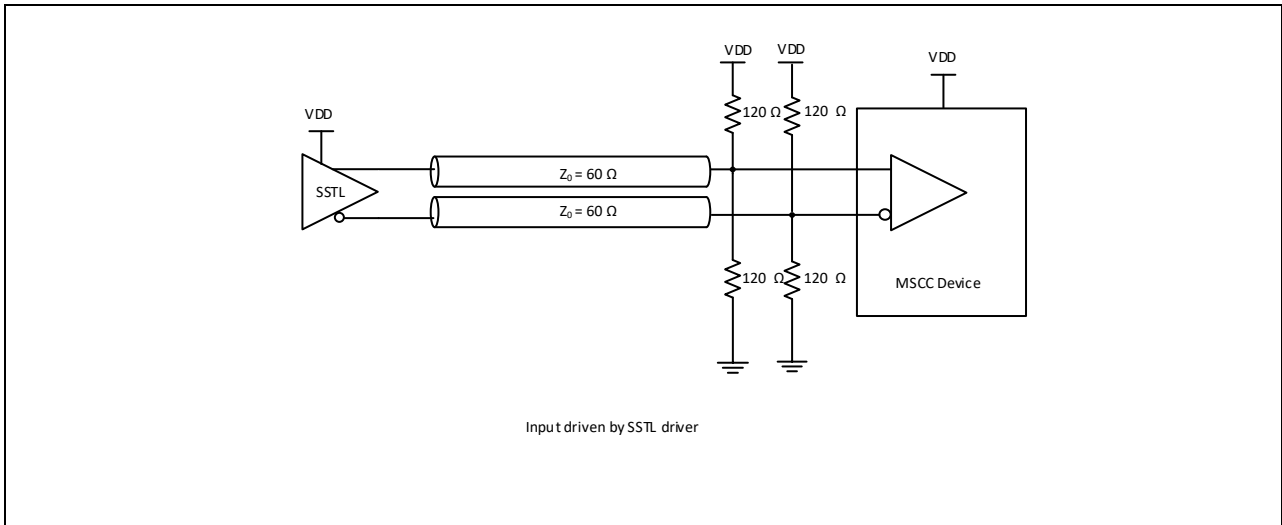 VDD
VDD
VDD
VDD
120 Ω
120 Ω
SSTL
Z₀ = 60 Ω
Z₀ = 60 Ω
120 Ω
120 Ω
MSCC Device
Input driven by SSTL driver